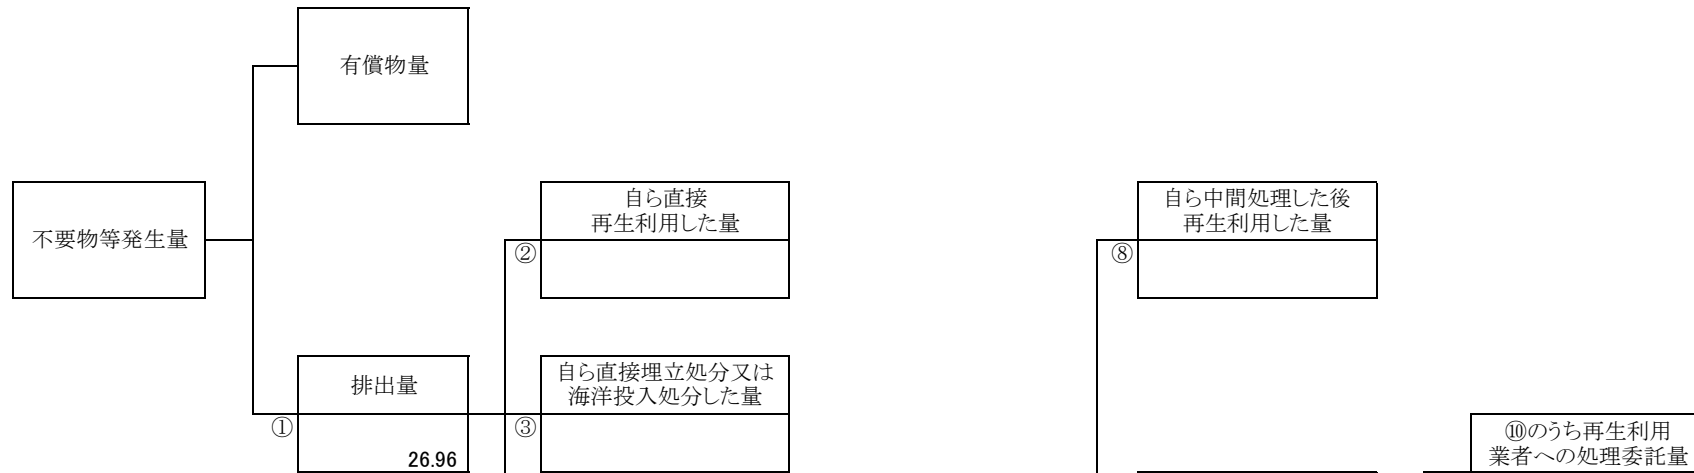 有償物量
不要物等発生量
自ら直接
再生利用した量
②
自ら中間処理した後
再生利用した量
⑧
排出量
①
26.96
自ら直接埋立処分又は
海洋投入処分した量
③
⑩のうち再生利用
業者への処理委託量